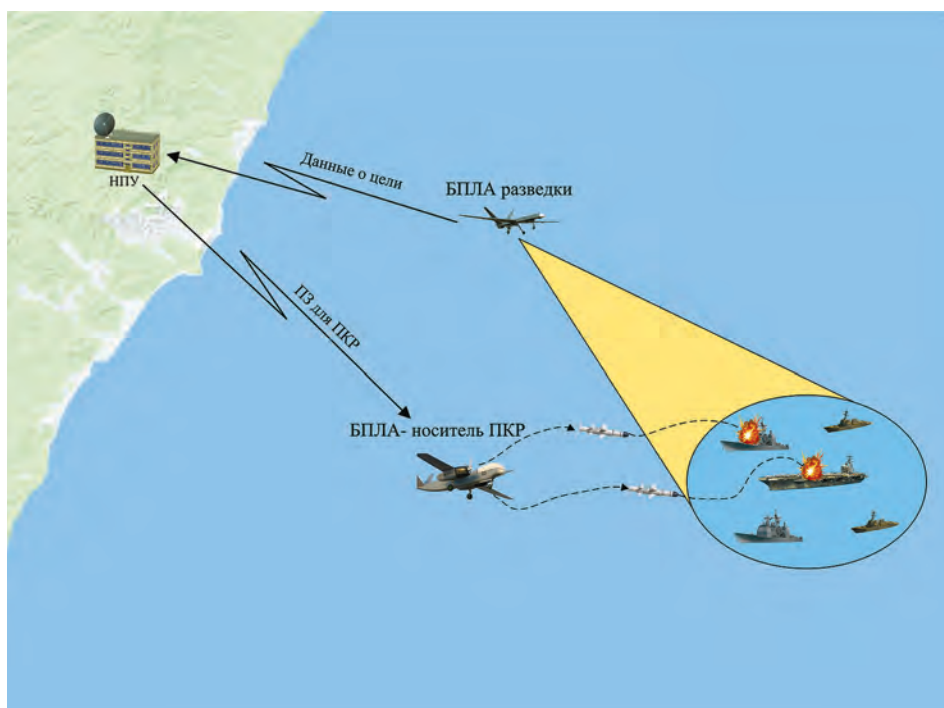 НПУ
Данные о цели
БПЛА разведки
ПЗ для ПКР
БПЛА- носитель ПКР